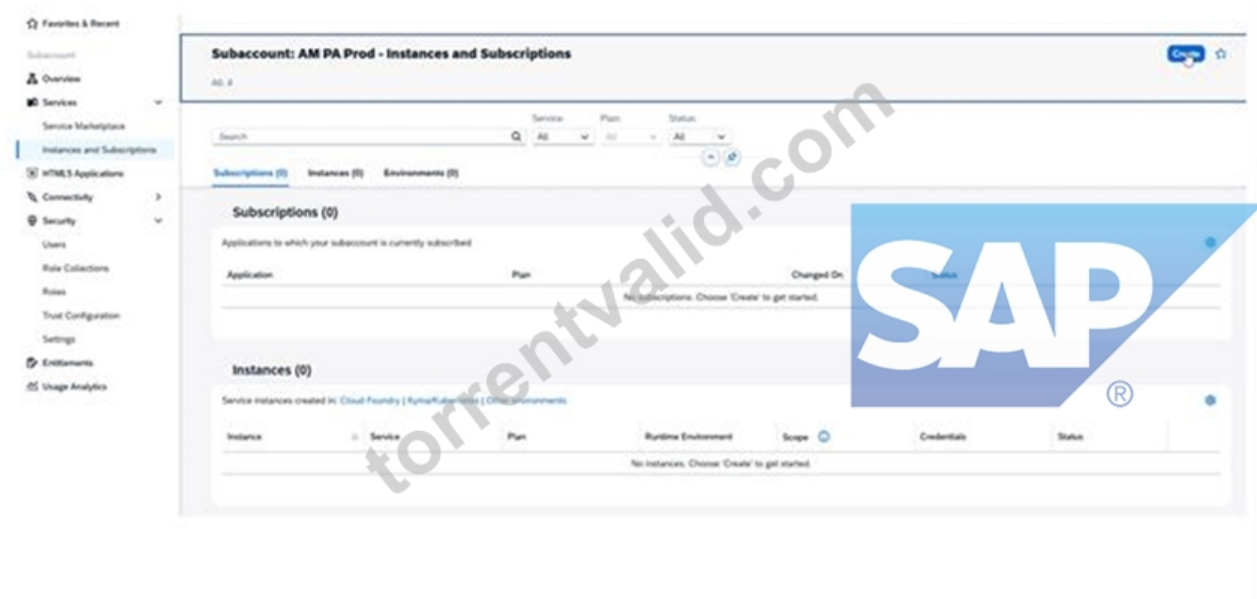 Favorites & Recent
Subaccount
Overview
Services
Service Marketplace
Instances and Subscriptions
HTML5 Applications
Connectivity
Security
Users
Role Collections
Roles
Trust Configuration
Settings
Entitlements
Usage Analytics
Subaccount: AM PA Prod - Instances and Subscriptions
Create
All: 4
Service: Plan: Status:
Search All All All
Subscriptions (0) Instances (0) Environments (0)
Subscriptions (0)
Applications to which your subaccount is currently subscribed
Application Plan Changed On Status
No subscriptions. Choose 'Create' to get started.
Instances (0)
Service instances created in: Cloud Foundry | Kyma/Kubernetes | Other environments
Instance Service Plan Runtime Environment Scope Credentials Status
No instances. Choose 'Create' to get started.
SAP
®
torrentvalid.com